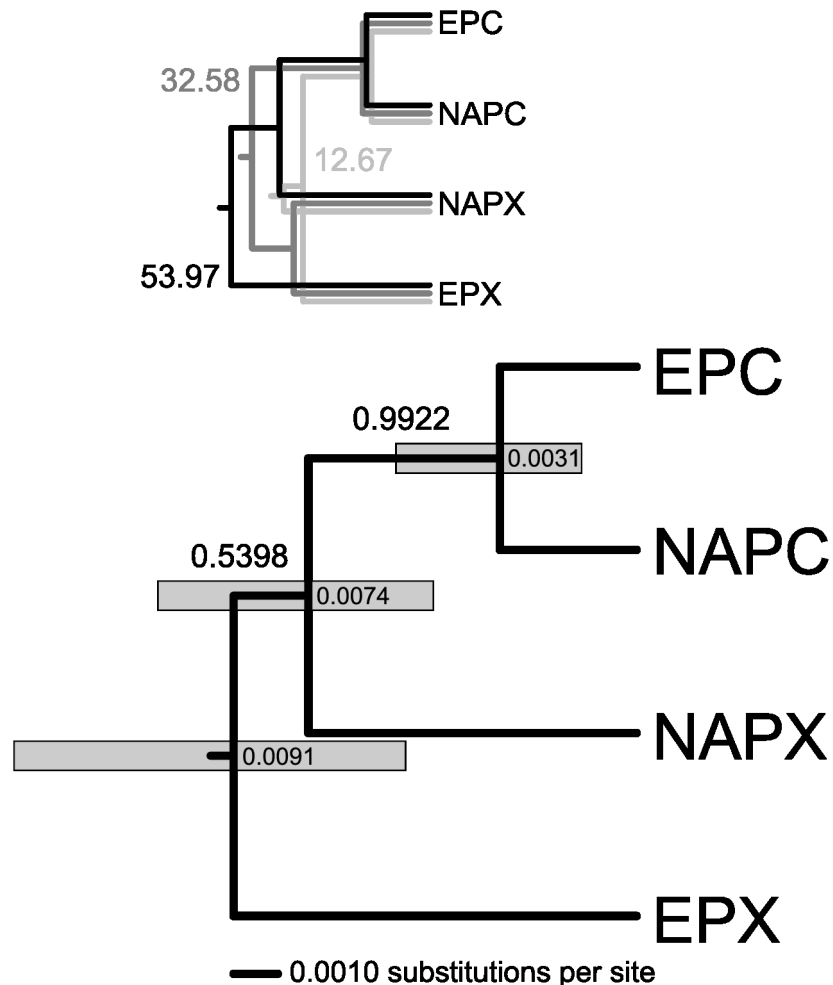 EPC
32.58
NAPC
12.67
NAPX
53.97
EPX
EPC
0.9922
0.0031
NAPC
0.5398
0.0074
NAPX
0.0091
EPX
0.0010 substitutions per site